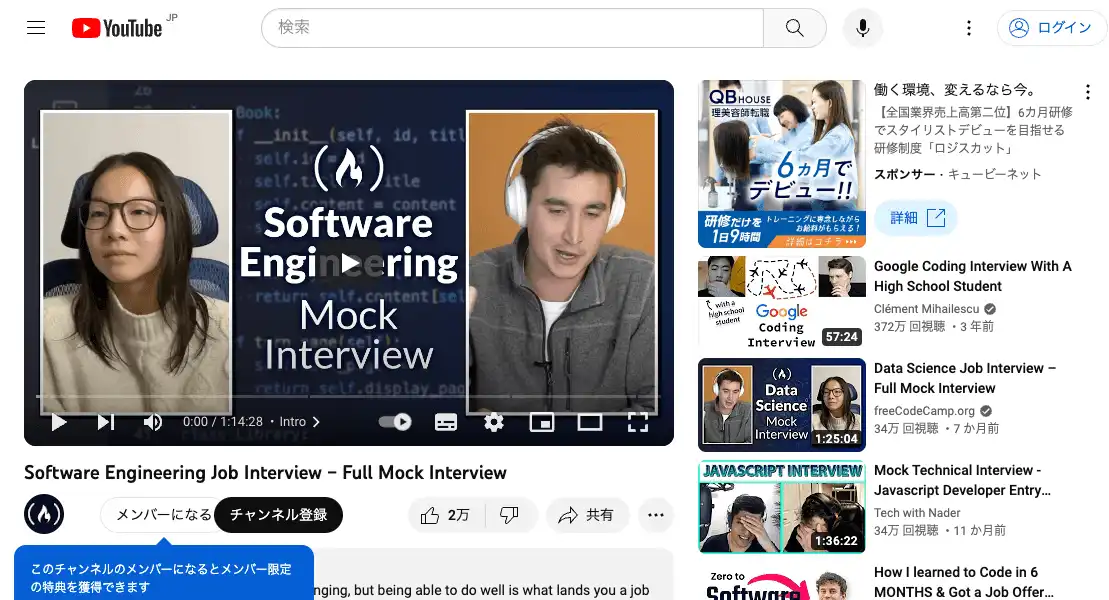 YouTube JP
検索
ログイン
Book:
__init__(self, id, titl
self.id = id
self.title = title
self.content = content
Software
Engineering
return self.content[sel
Mock
Interview
return self.display_pag
0:00 / 1:14:28 • Intro
Software Engineering Job Interview – Full Mock Interview
メンバーになる
チャンネル登録
2万
共有
このチャンネルのメンバーになるとメンバー限定
の特典を獲得できます
nging, but being able to do well is what lands you a job
QB HOUSE
理美容師転職
6ヵ月で
デビュー!!
研修だけを
1日9時間
トレーニングに専念しながら
お給料がもらえる!
詳細はコチラ
働く環境、変えるなら今。
【全国業界売上高第二位】6カ月研修
でスタイリストデビューを目指せる
研修制度「ロジスカット」
スポンサー・キュービーネット
詳細
with a
high school
student
Google
Coding
Interview
57:24
Google Coding Interview With A
High School Student
Clément Mihailescu
372万 回視聴・3 年前
Data
Science
Mock
Interview
1:25:04
Data Science Job Interview –
Full Mock Interview
freeCodeCamp.org
34万 回視聴・7 か月前
JAVASCRIPT INTERVIEW
1:36:22
Mock Technical Interview -
Javascript Developer Entry...
Tech with Nader
34万 回視聴・11 か月前
Zero to
Software
How I learned to Code in 6
MONTHS & Got a Job Offer...